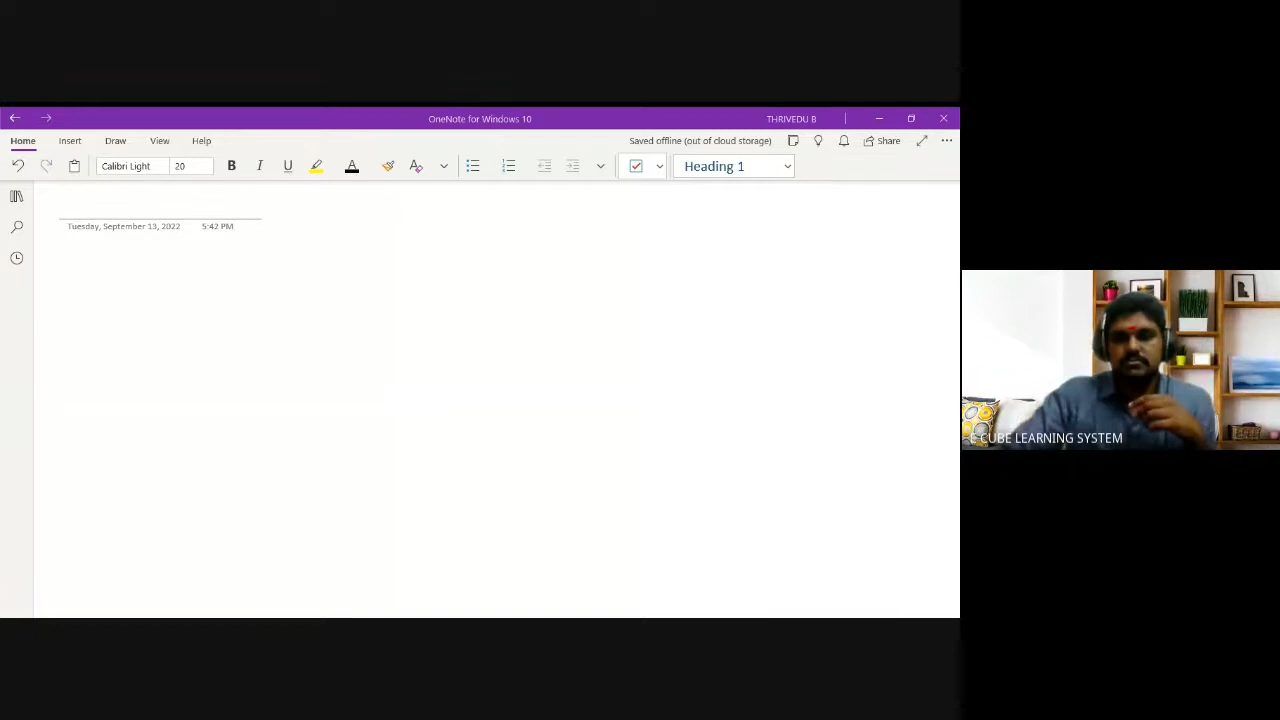 OneNote for Windows 10
THRIVEDU B
Home
Insert
Draw
View
Help
Saved offline (out of cloud storage)
Share
Calibri Light
20
B
I
U
A
A
Heading 1
Tuesday, September 13, 2022
5:42 PM
CUBE LEARNING SYSTEM